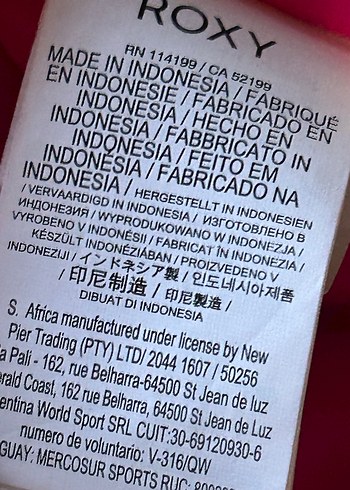 ROXY
RN 114199 / CA 52199
MADE IN INDONESIA / FABRIQUÉ
EN INDONESIE / FABRICADO EN
INDONESIA / HECHO EN
INDONESIA / FABBRICATO IN
INDONESIA / FEITO EM
INDONÉSIA / FABRICADO NA
INDONESIA / HERGESTELLT IN INDONESIEN
/ VERVAARDIGD IN INDONESIA / ИЗГОТОВЛЕНО В
ИНДОНЕЗИЯ / WYPRODUKOWANO W INDONEZJA /
VYROBENO V INDONÉSII / FABRICAT ÎN INDONEZIA /
KÉSZÜLT INDONÉZIÁBAN / PROIZVEDENO V
INDONEZIJI / インドネシア製 / 인도네시아제품
/ 印尼制造 / 印尼製造 /
DIBUAT DI INDONESIA
S. Africa manufactured under license by New
Pier Trading (PTY) LTD/ 2044 1607 / 50256
Pali - 162, rue Belharra-64500 St Jean de luz
Coast, 162 rue Belharra, 64500 St Jean de luz
World Sport SRL CUIT:30-69120930-6
numero de voluntario: V-316/QW
MERCOSUR SPORTS RUC: